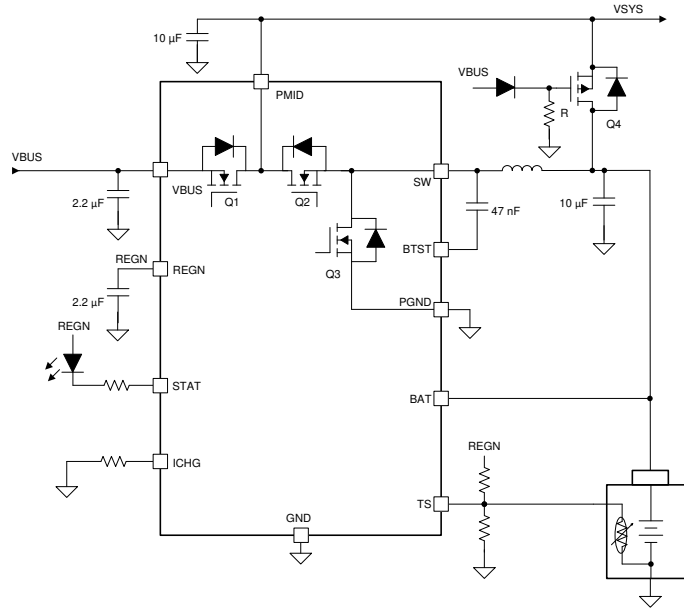 VSYS
10 µF
PMID
VBUS
R
Q4
VBUS
VBUS
Q1
Q2
SW
2.2 µF
47 nF
10 µF
Q3
BTST
REGN
REGN
2.2 µF
PGND
REGN
STAT
BAT
REGN
ICHG
TS
GND